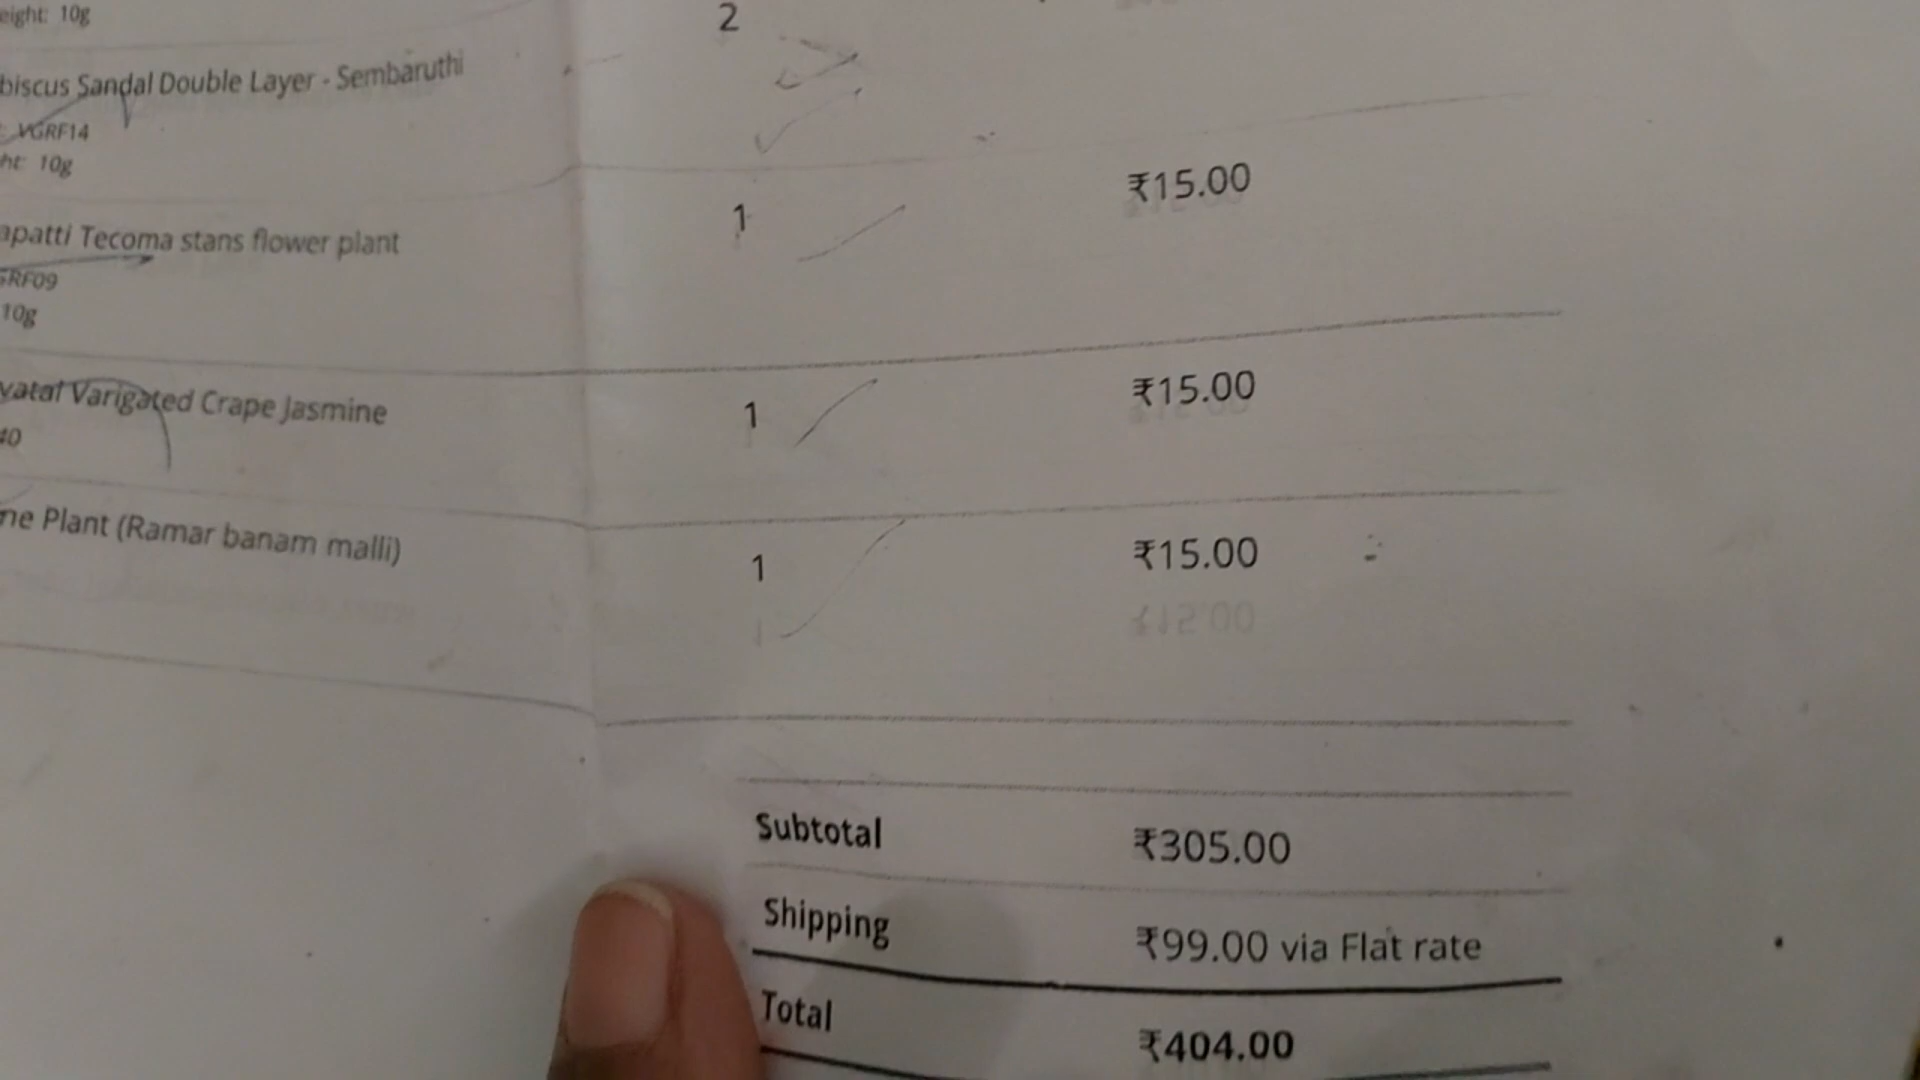 eight: 10g
2
biscus Sandal Double Layer - Sembaruthi
: VGRF14
ht: 10g
₹15.00
1
apatti Tecoma stans flower plant
GRF09
10g
vatal Varigated Crape Jasmine
1
₹15.00
40
ne Plant (Ramar banam malli)
1
₹15.00
Subtotal
₹305.00
Shipping
₹99.00 via Flat rate
Total
₹404.00